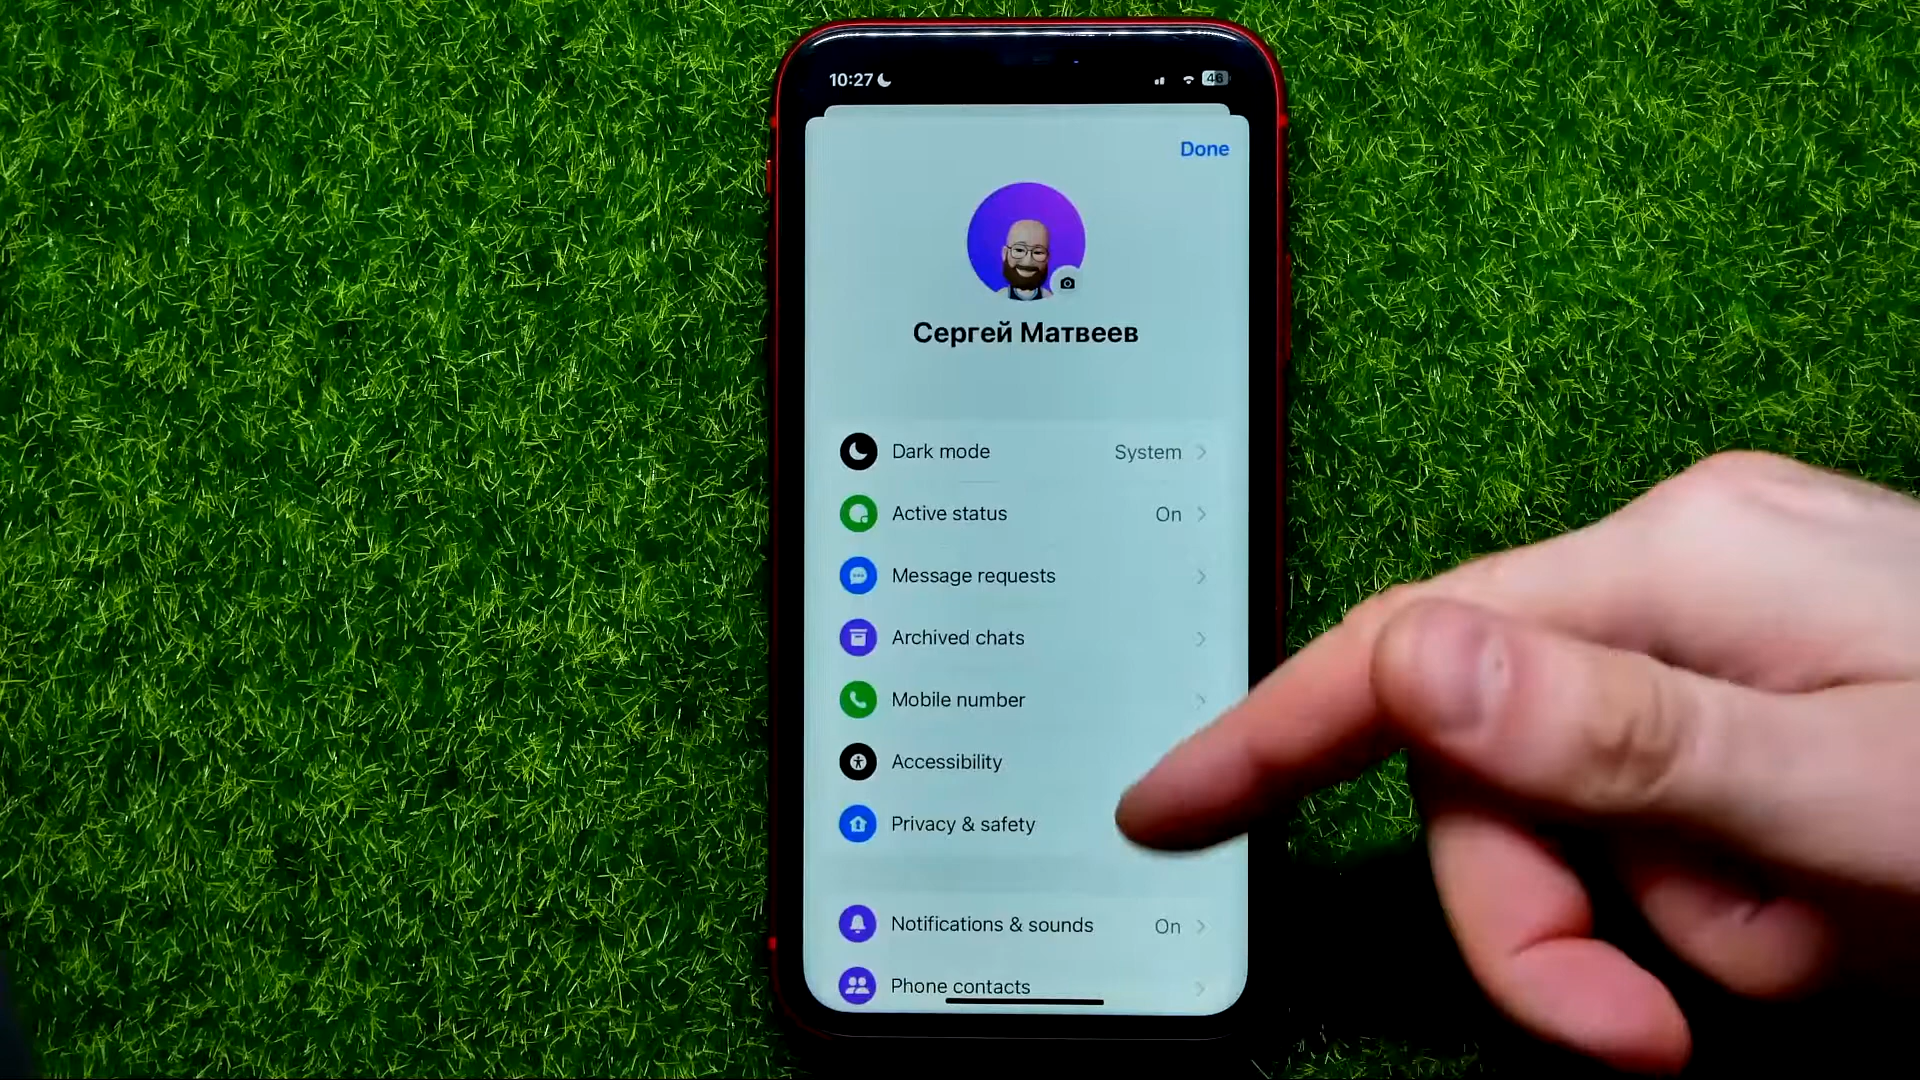 10:27
46
Done
Сергей Матвеев
Dark mode System
Active status On
Message requests
Archived chats
Mobile number
Accessibility
Privacy & safety
Notifications & sounds On
Phone contacts